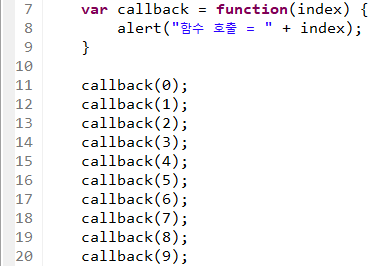 7 var callback = function(index) {
8 alert("함수 호출 = " + index);
9 }
10
11 callback(0);
12 callback(1);
13 callback(2);
14 callback(3);
15 callback(4);
16 callback(5);
17 callback(6);
18 callback(7);
19 callback(8);
20 callback(9);